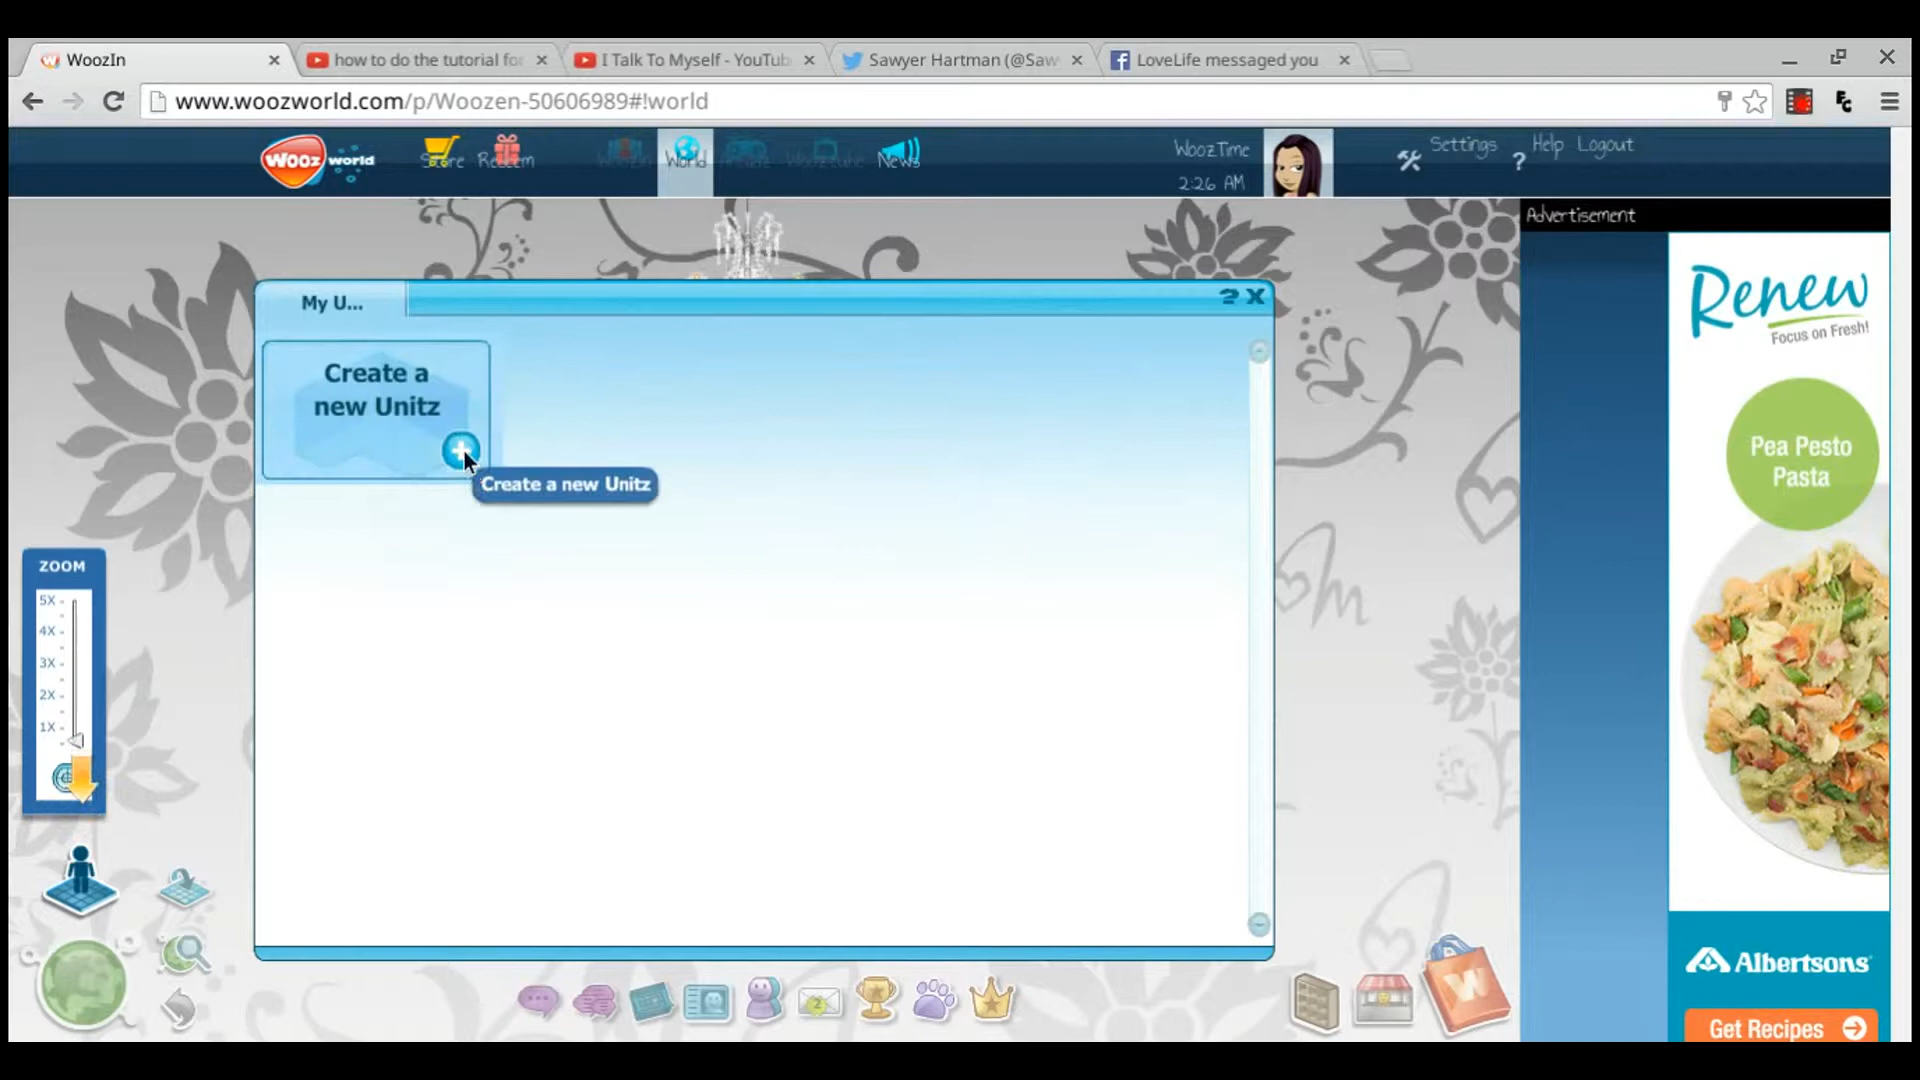 WoozIn
how to do the tutorial for
I Talk To Myself - YouTub
Sawyer Hartman (@Saw
LoveLife messaged you
www.woozworld.com/p/Woozen-50606989#!world
Wooz world
Store
Redeem
World
News
WoozTime
2:26 AM
Settings
? Help
Logout
Advertisement
My U...
? X
Create a
new Unitz
Create a new Unitz
ZOOM
5X
4X
3X
2X
1X
2
W
Renew
Focus on Fresh!
Pea Pesto
Pasta
Albertsons
Get Recipes